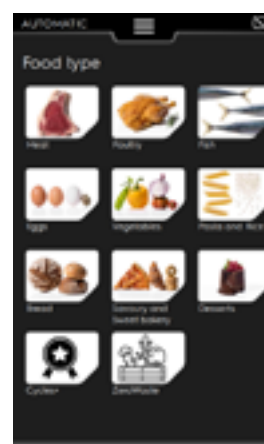 AUTOMATIC
Food type
Meat
Poultry
Fish
Eggs
Vegetables
Pasta and Rice
Bread
Savoury and
Sweet bakery
Desserts
Cycles+
ZeroWaste